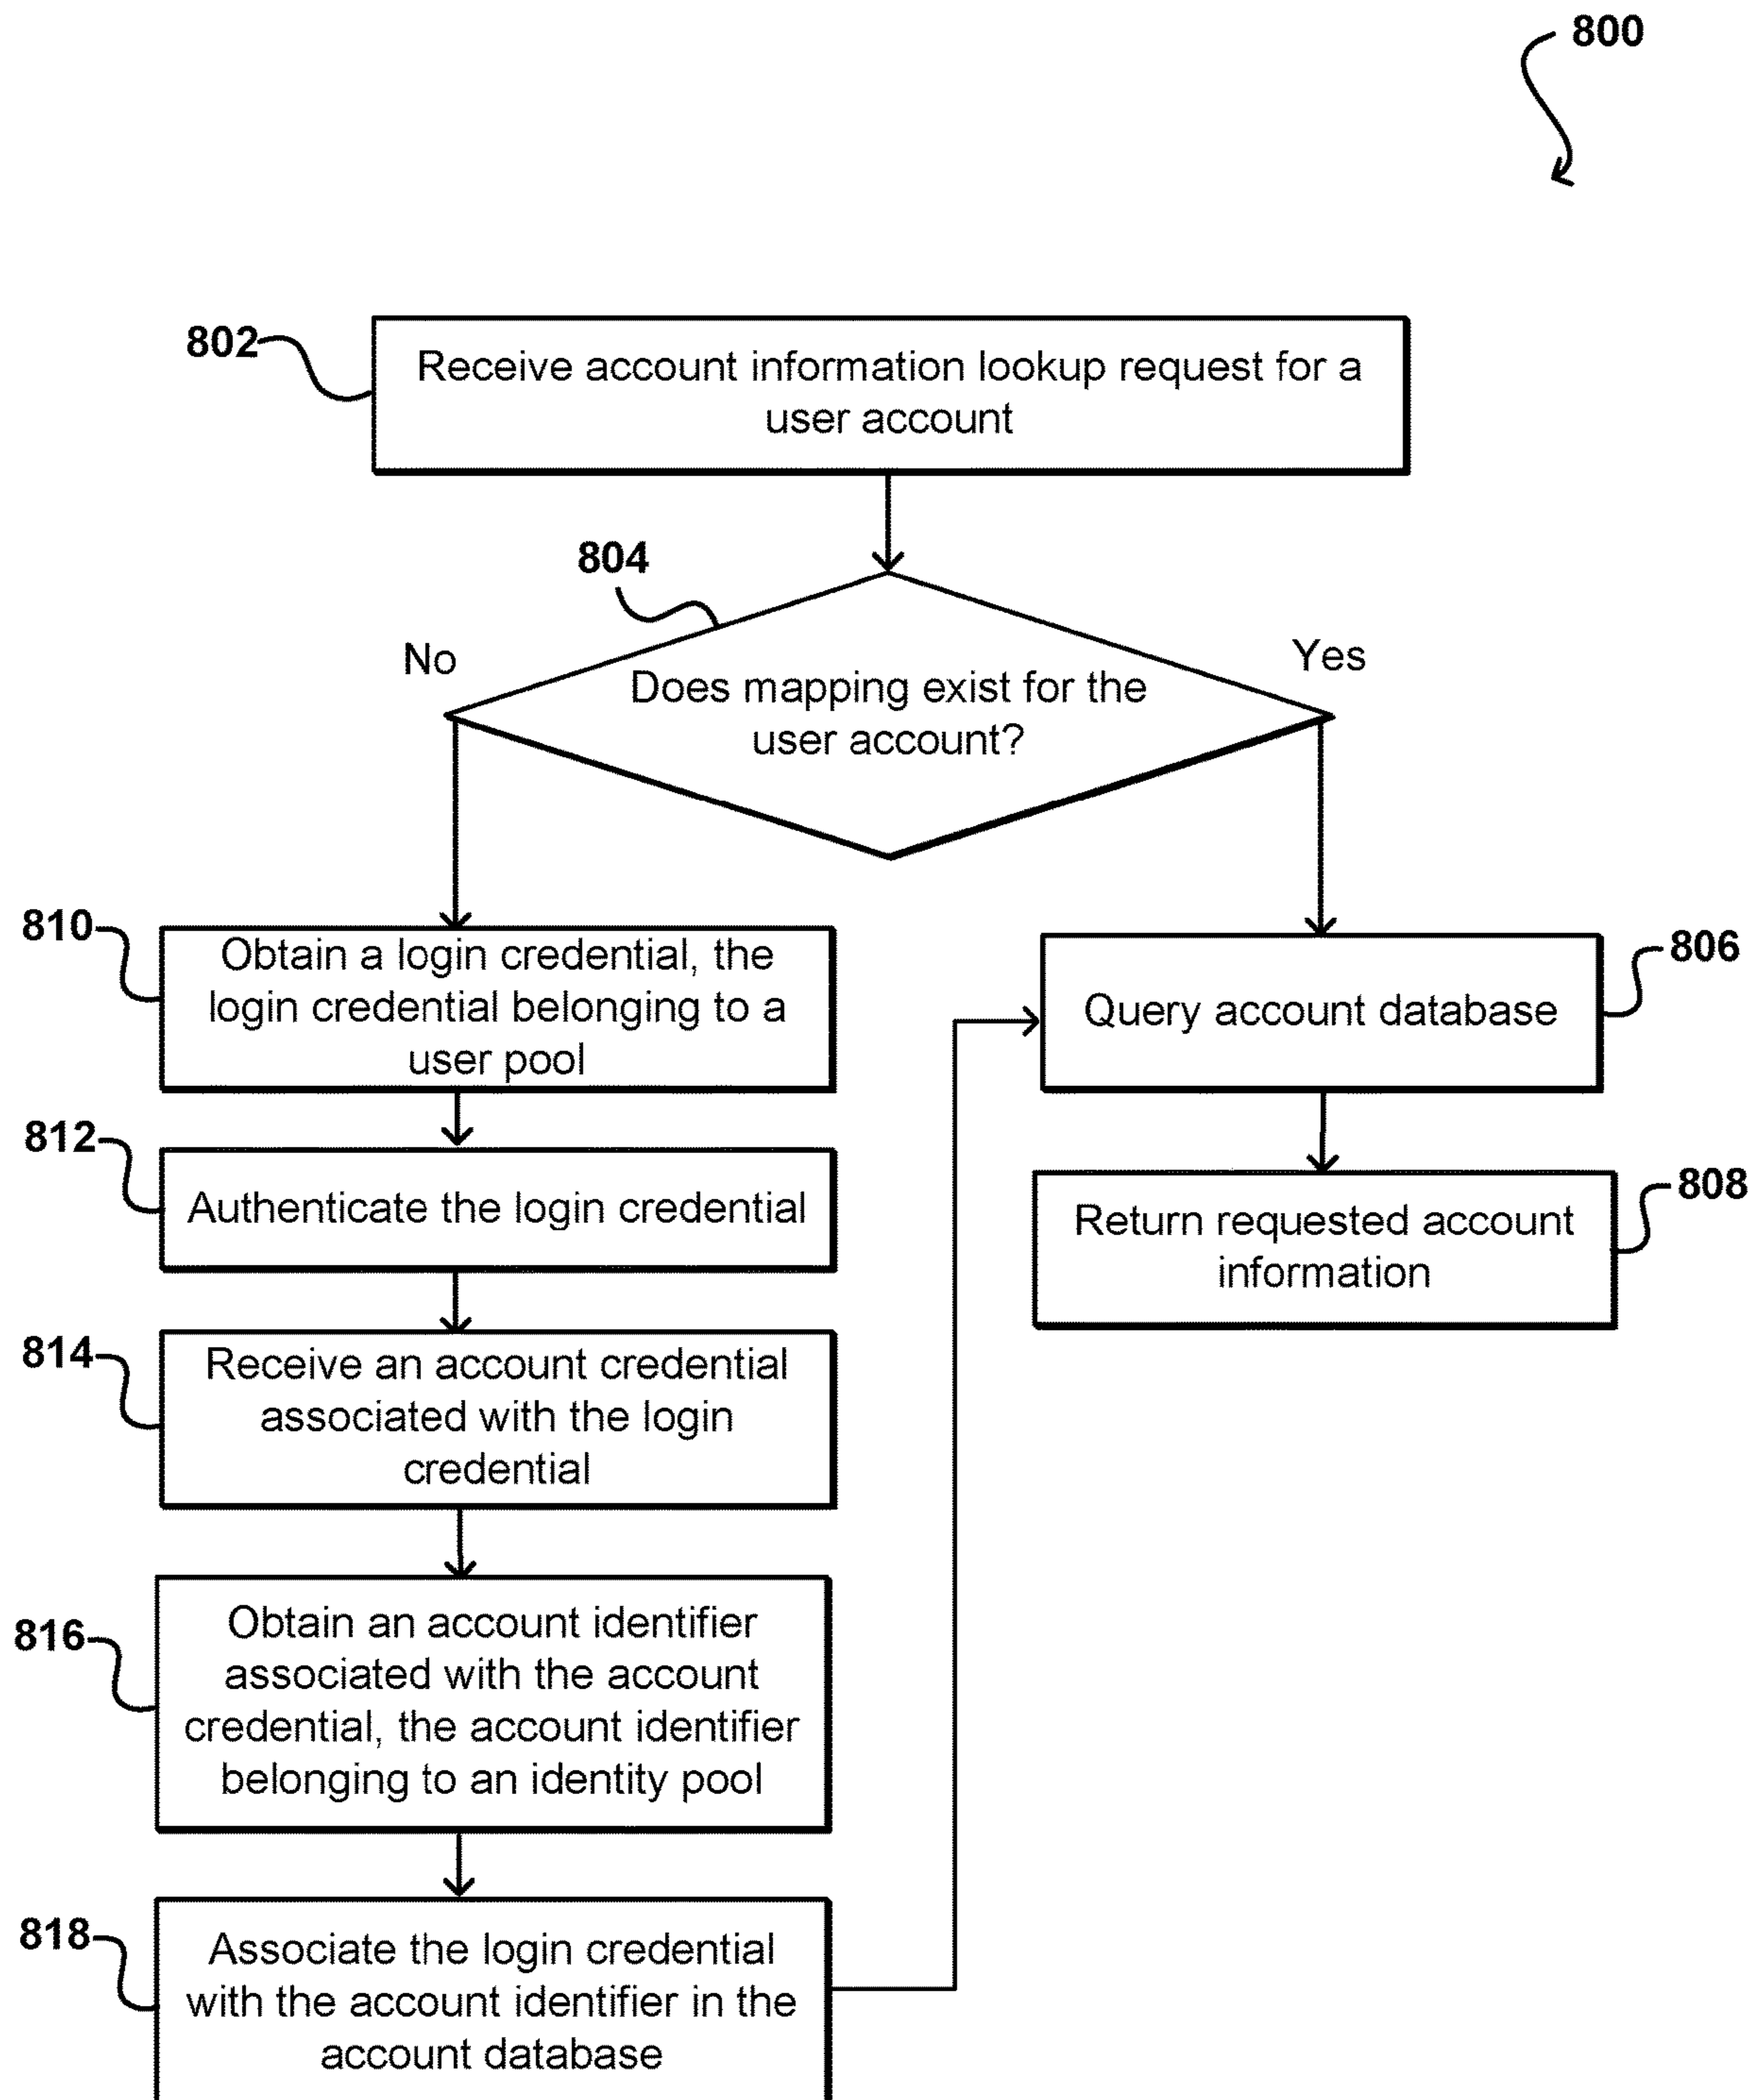 800
802
Receive account information lookup request for a
user account
804
No
Yes
Does mapping exist for the
user account?
810
Obtain a login credential, the
login credential belonging to a
user pool
806
Query account database
812
Authenticate the login credential
808
Return requested account
information
814
Receive an account credential
associated with the login
credential
816
Obtain an account identifier
associated with the account
credential, the account identifier
belonging to an identity pool
818
Associate the login credential
with the account identifier in the
account database